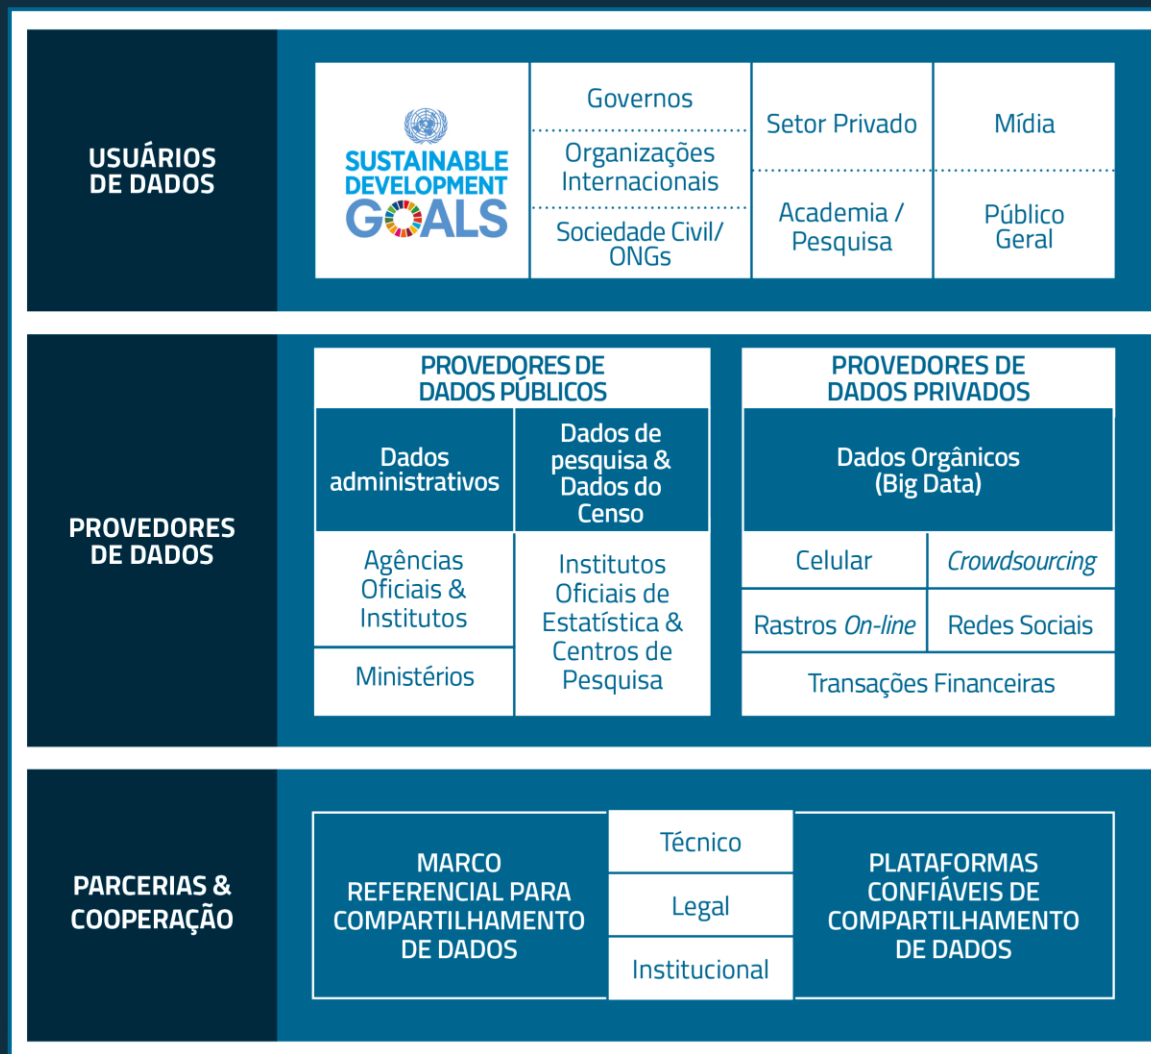 USUÁRIOS
DE DADOS
SUSTAINABLE
DEVELOPMENT
GOALS
Governos
Organizações
Internacionais
Sociedade Civil/
ONGs
Setor Privado
Academia /
Pesquisa
Mídia
Público
Geral
PROVEDORES
DE DADOS
PROVEDORES DE
DADOS PÚBLICOS
Dados
administrativos
Agências
Oficiais &
Institutos
Ministérios
Dados de
pesquisa &
Dados do
Censo
Institutos
Oficiais de
Estatística &
Centros de
Pesquisa
PROVEDORES DE
DADOS PRIVADOS
Dados Orgânicos
(Big Data)
Celular
Crowdsourcing
Rastros On-line
Redes Sociais
Transações Financeiras
PARCERIAS &
COOPERAÇÃO
MARCO
REFERENCIAL PARA
COMPARTILHAMENTO
DE DADOS
Técnico
Legal
Institucional
PLATAFORMAS
CONFIÁVEIS DE
COMPARTILHAMENTO
DE DADOS